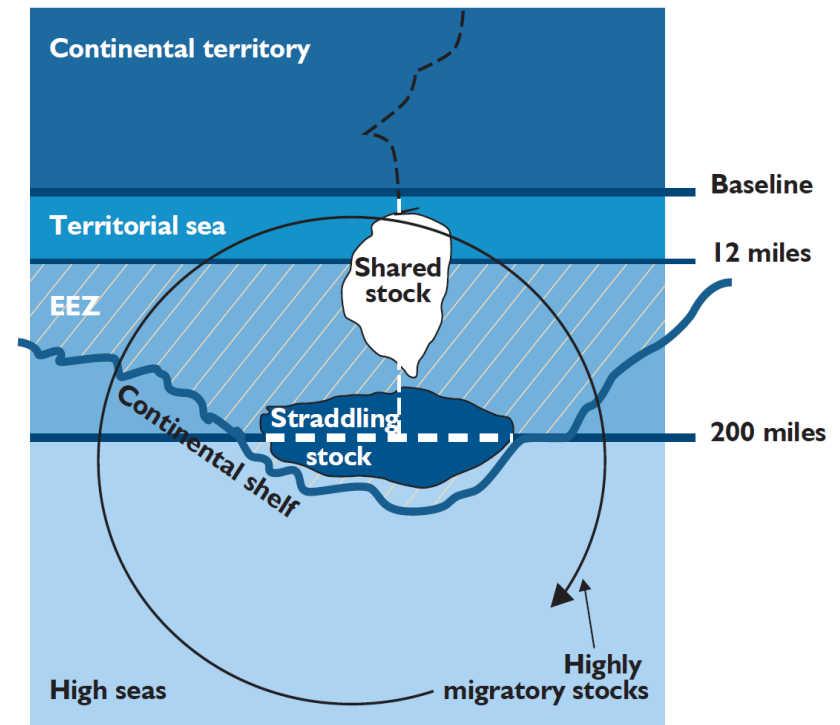 Continental territory
Baseline
Territorial sea
12 miles
Shared
stock
EEZ
Continental shelf
Straddling
stock
200 miles
Highly
migratory stocks
High seas